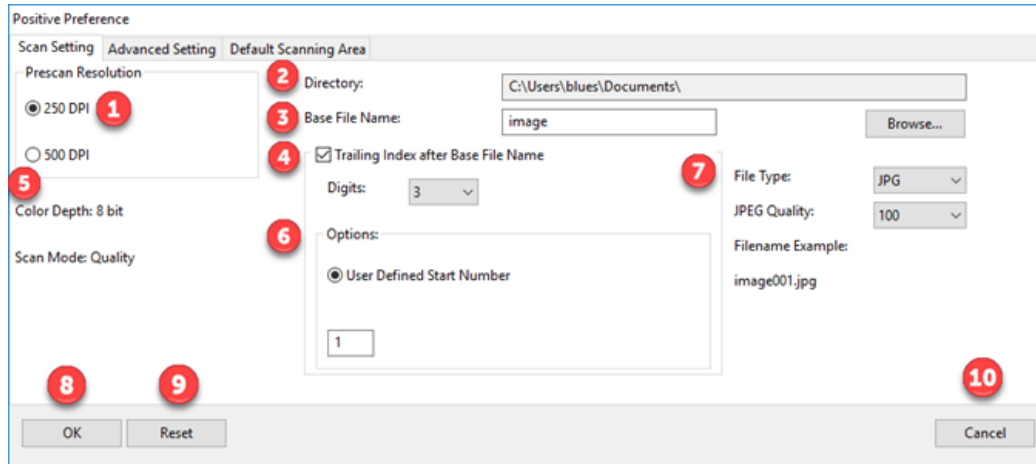 Positive Preference
Scan Setting Advanced Setting Default Scanning Area
Prescan Resolution
250 DPI 1
500 DPI
5
Color Depth: 8 bit
Scan Mode: Quality
2 Directory: C:\Users\blues\Documents\
3 Base File Name: image Browse...
4 Trailing Index after Base File Name
Digits: 3
6 Options:
User Defined Start Number
1
7 File Type: JPG
JPEG Quality: 100
Filename Example:
image001.jpg
8 9 10
OK Reset Cancel